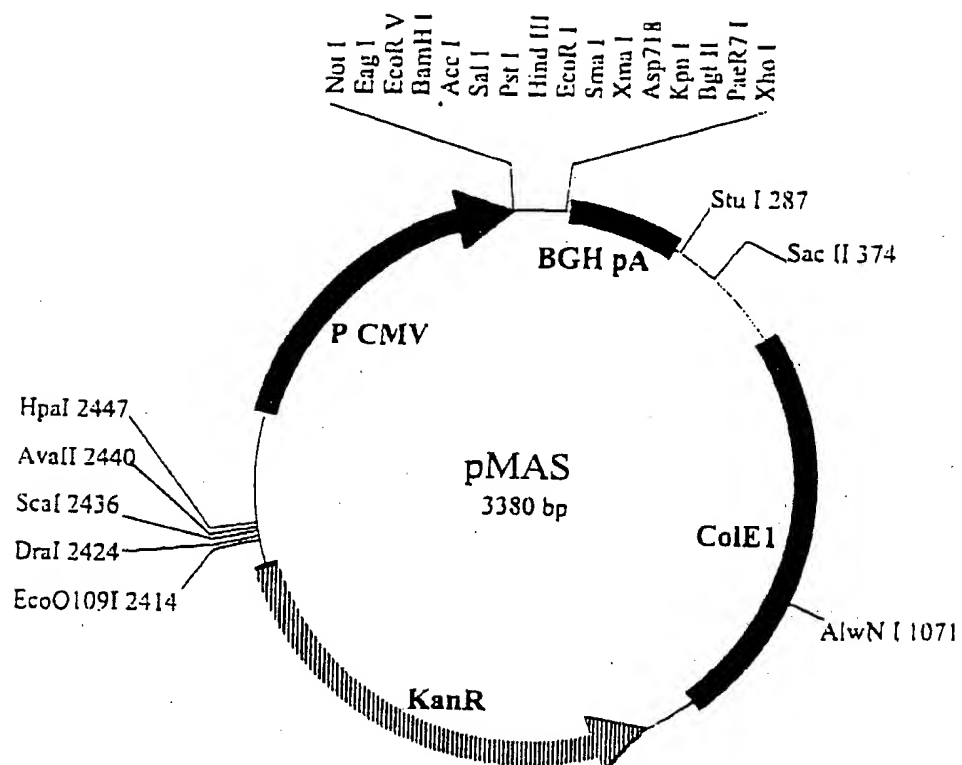 Not I
Eag I
EcoR V
BamH I
Acc I
Sal I
Pst I
Hind III
EcoR I
Sma I
Xma I
Asp718
Kpn I
Bgl II
PaeR7 I
Xho I
Stu I 287
BGH pA
Sac II 374
P CMV
HpaI 2447
AvaII 2440
ScaI 2436
DraI 2424
EcoO109I 2414
pMAS
3380 bp
ColE1
AlwN I 1071
KanR